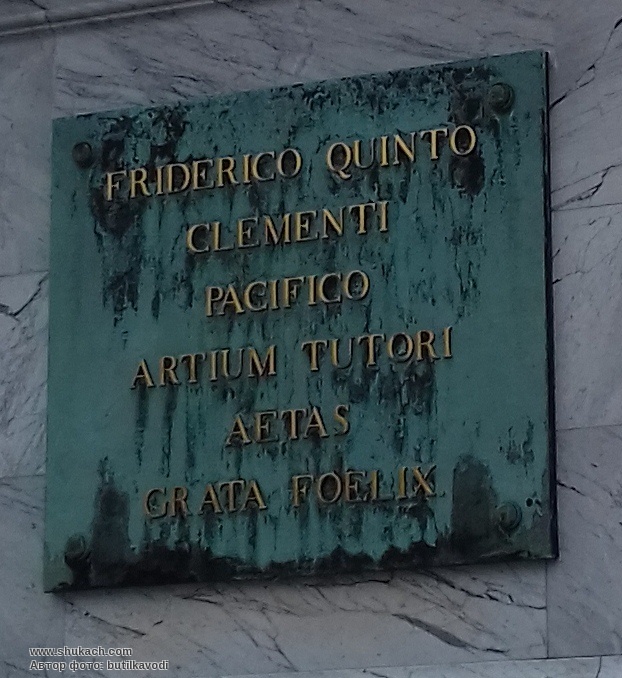 FRIDERICO QUINTO
CLEMENTI
PACIFICO
ARTIUM TUTORI
AETAS
GRATA FOELIX.
www.shukach.com
Автор фото: butilkavodi